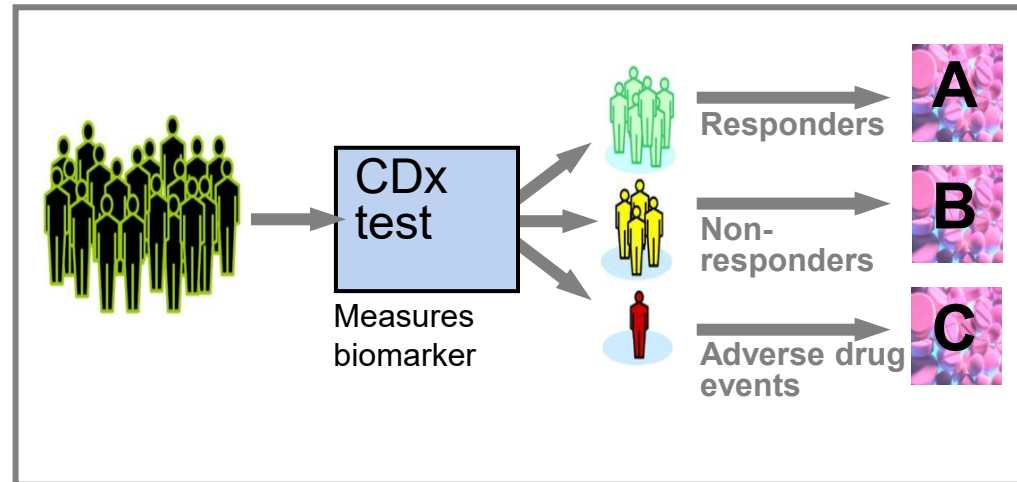 CDx
test
Measures
biomarker
Responders
A
Non-
responders
B
Adverse drug
events
C